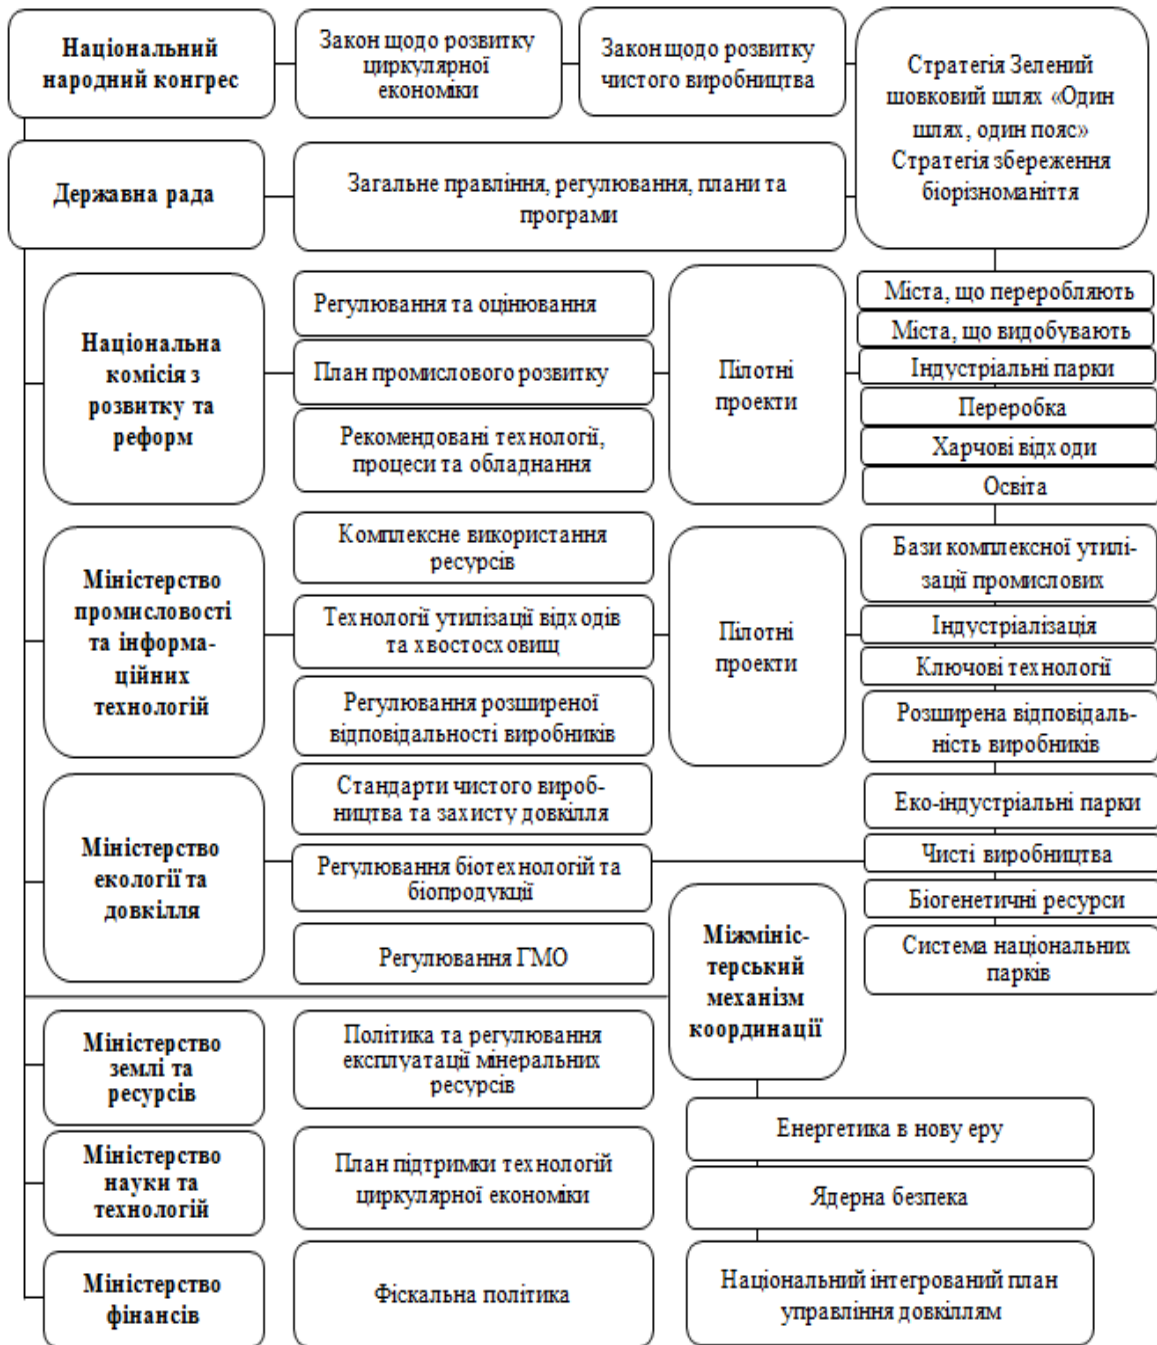 Національний
народний конгрес
Закон щодо розвитку
циркулярної
економіки
Закон щодо розвитку
чистого виробництва
Стратегія Зелений
шовковий шлях «Один
шлях, один пояс»
Стратегія збереження
біорізноманіття
Державна рада
Загальне правління, регулювання, плани та
програми
Національна
комісія з
розвитку та
реформ
Регулювання та оцінювання
План промислового розвитку
Рекомендовані технології,
процеси та обладнання
Пілотні
проекти
Міста, що переробляють
Міста, що видобувають
Індустріальні парки
Переробка
Харчові відходи
Освіта
Міністерство
промисловості
та інформа-
ційних
технологій
Комплексне використання
ресурсів
Технології утилізації відходів
та хвостосховищ
Регулювання розширеної
відповідальності виробників
Пілотні
проекти
Бази комплексної утилі-
зації промислових
Індустріалізація
Ключові технології
Розширена відповідаль-
ність виробників
Міністерство
екології та
довкілля
Стандарти чистого вироб-
ництва та захисту довкілля
Регулювання біотехнологій та
біопродукції
Регулювання ГМО
Еко-індустріальні парки
Чисті виробництва
Біогенетичні ресурси
Система національних
парків
Міжмініс-
терський
механізм
координації
Міністерство
землі та
ресурсів
Політика та регулювання
експлуатації мінеральних
ресурсів
Міністерство
науки та
технологій
План підтримки технологій
циркулярної економіки
Міністерство
фінансів
Фіскальна політика
Енергетика в нову еру
Ядерна безпека
Національний інтегрований план
управління довкіллям